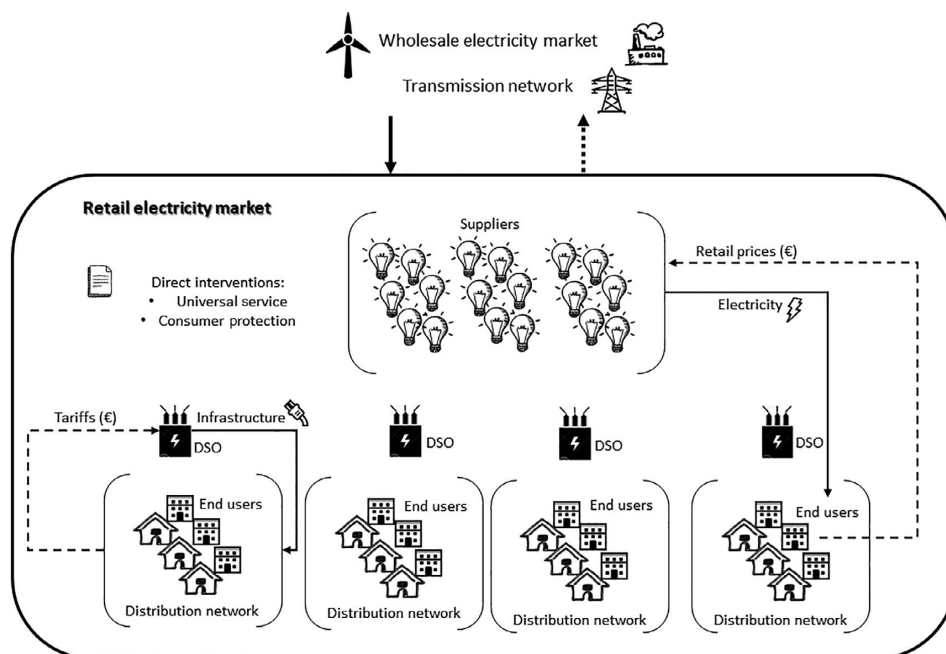 Wholesale electricity market
Transmission network
Retail electricity market
Suppliers
Retail prices (€)
Direct interventions:
• Universal service
• Consumer protection
Electricity
Tariffs (€)
Infrastructure
DSO
DSO
DSO
DSO
End users
End users
End users
End users
Distribution network
Distribution network
Distribution network
Distribution network